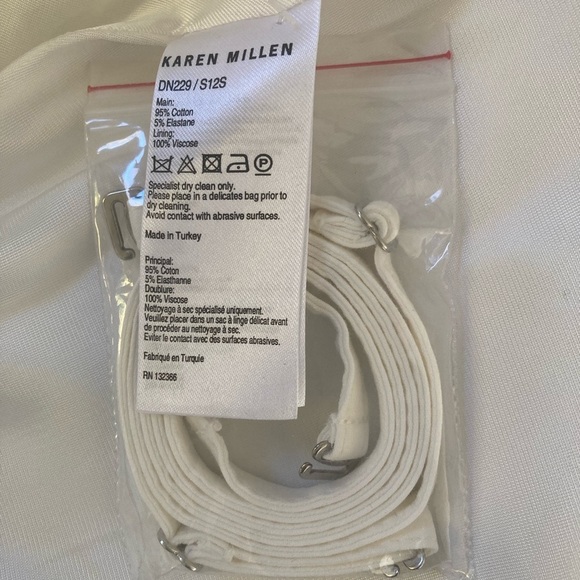 KAREN MILLEN
DN229 / S12S
Main:
95% Cotton
5% Elastane
Lining:
100% Viscose
Specialist dry clean only.
Please place in a delicates bag prior to
dry cleaning.
Avoid contact with abrasive surfaces.
Made in Turkey
Principal:
95% Coton
5% Elasthanne
Doublure:
100% Viscose
Nettoyage à sec spécialisé uniquement.
Veuillez placer dans un sac à linge délicat avant
de procéder au nettoyage à sec.
Eviter le contact avec des surfaces abrasives.
Fabriqué en Turquie
RN 132366